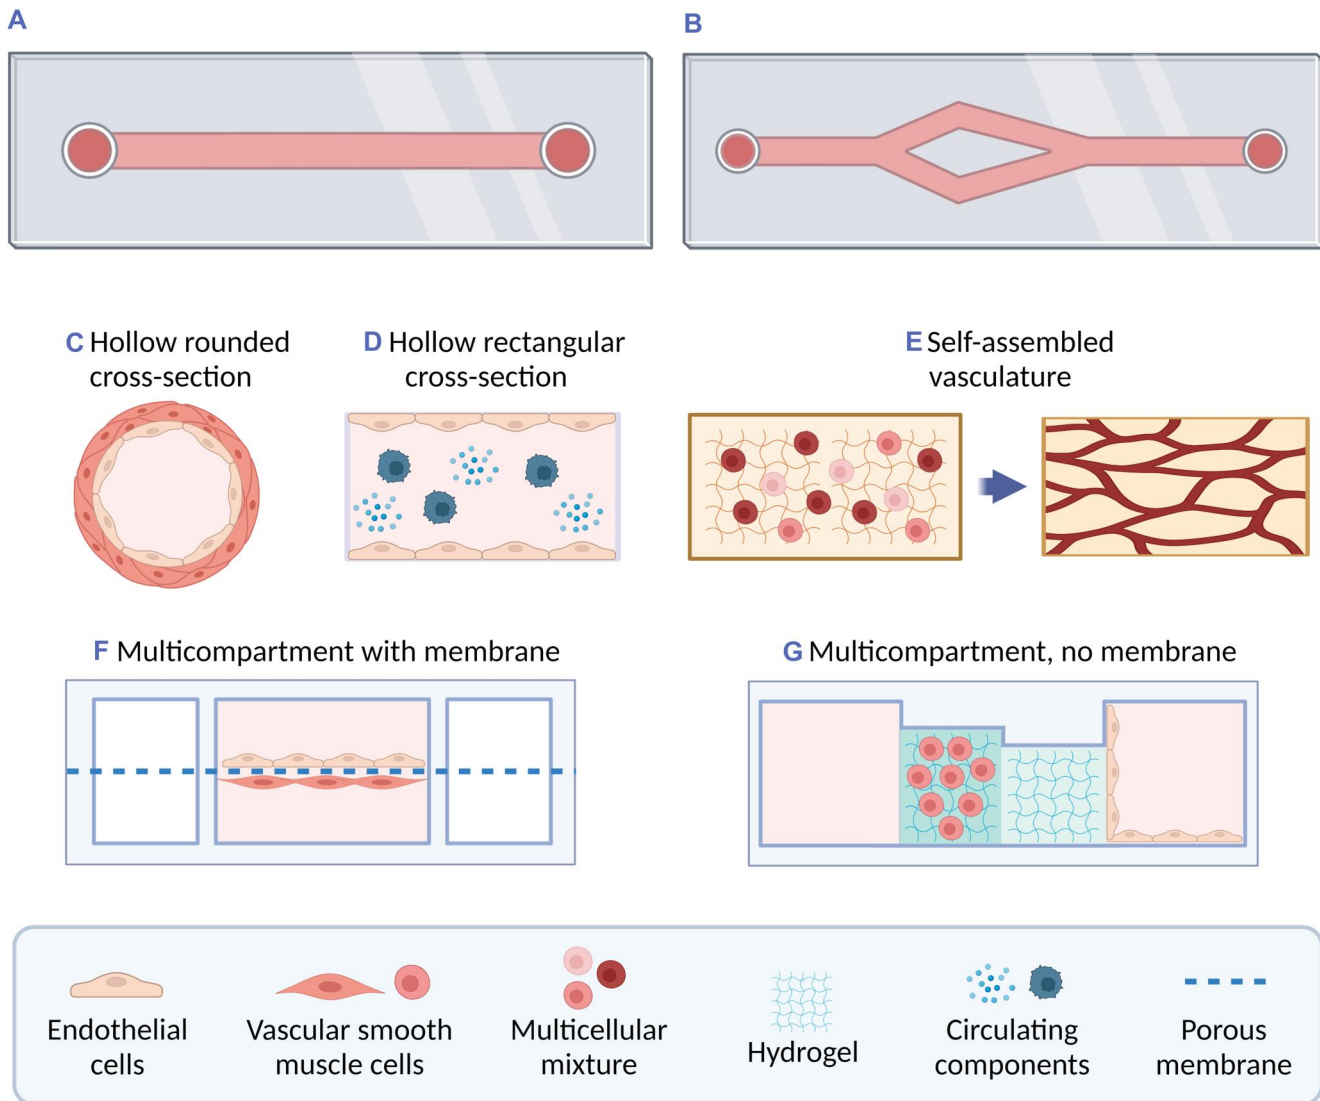 A
B
C Hollow rounded
cross-section
D Hollow rectangular
cross-section
E Self-assembled
vasculature
F Multicompartment with membrane
G Multicompartment, no membrane
Endothelial
cells
Vascular smooth
muscle cells
Multicellular
mixture
Hydrogel
Circulating
components
Porous
membrane